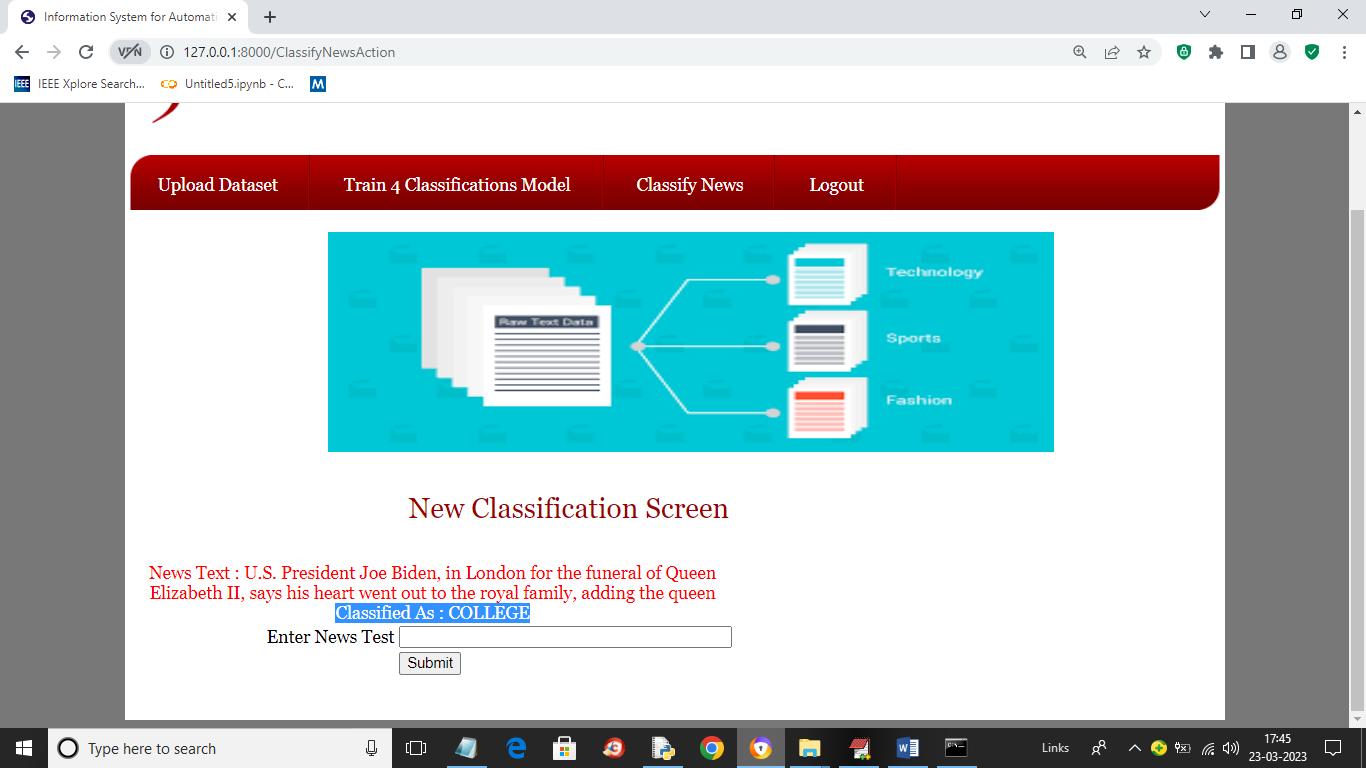 Information System for Automati
127.0.0.1:8000/ClassifyNewsAction
VPN
IEEE IEEE Xplore Search... Untitled5.ipynb - C... M
Upload Dataset Train 4 Classifications Model Classify News Logout
Raw Text Data
Technology
Sports
Fashion
New Classification Screen
News Text : U.S. President Joe Biden, in London for the funeral of Queen
Elizabeth II, says his heart went out to the royal family, adding the queen
Classified As : COLLEGE
Enter News Test
Submit
Type here to search
Links
17:45
23-03-2023